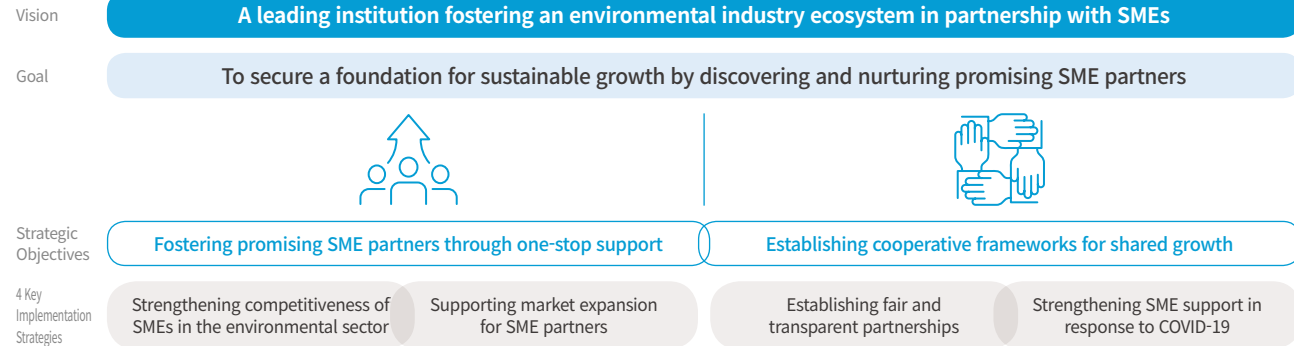 Vision
A leading institution fostering an environmental industry ecosystem in partnership with SMEs
Goal
To secure a foundation for sustainable growth by discovering and nurturing promising SME partners
Strategic
Objectives
Fostering promising SME partners through one-stop support
Establishing cooperative frameworks for shared growth
4 Key
Implementation
Strategies
Strengthening competitiveness of
SMEs in the environmental sector
Supporting market expansion
for SME partners
Establishing fair and
transparent partnerships
Strengthening SME support in
response to COVID-19